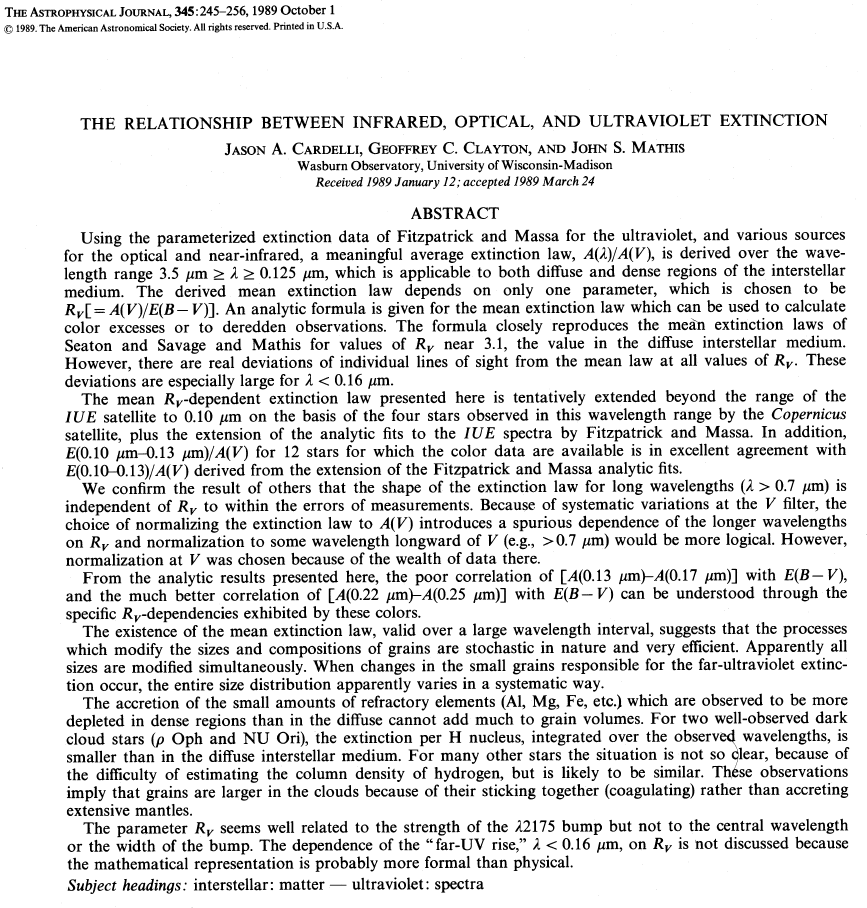 THE ASTROPHYSICAL JOURNAL, 345:245–256, 1989 October 1
© 1989. The American Astronomical Society. All rights reserved. Printed in U.S.A.
THE RELATIONSHIP BETWEEN INFRARED, OPTICAL, AND ULTRAVIOLET EXTINCTION
JASON A. CARDELLI, GEOFFREY C. CLAYTON, AND JOHN S. MATHIS
Wasburn Observatory, University of Wisconsin-Madison
Received 1989 January 12; accepted 1989 March 24
ABSTRACT
Using the parameterized extinction data of Fitzpatrick and Massa for the ultraviolet, and various sources
for the optical and near-infrared, a meaningful average extinction law, A(λ)/A(V), is derived over the wave-
length range 3.5 μm ≥ λ ≥ 0.125 μm, which is applicable to both diffuse and dense regions of the interstellar
medium. The derived mean extinction law depends on only one parameter, which is chosen to be
R_V[= A(V)/E(B−V)]. An analytic formula is given for the mean extinction law which can be used to calculate
color excesses or to deredden observations. The formula closely reproduces the mean extinction laws of
Seaton and Savage and Mathis for values of R_V near 3.1, the value in the diffuse interstellar medium.
However, there are real deviations of individual lines of sight from the mean law at all values of R_V. These
deviations are especially large for λ < 0.16 μm.
The mean R_V-dependent extinction law presented here is tentatively extended beyond the range of the
IUE satellite to 0.10 μm on the basis of the four stars observed in this wavelength range by the Copernicus
satellite, plus the extension of the analytic fits to the IUE spectra by Fitzpatrick and Massa. In addition,
E(0.10 μm–0.13 μm)/A(V) for 12 stars for which the color data are available is in excellent agreement with
E(0.10–0.13)/A(V) derived from the extension of the Fitzpatrick and Massa analytic fits.
We confirm the result of others that the shape of the extinction law for long wavelengths (λ > 0.7 μm) is
independent of R_V to within the errors of measurements. Because of systematic variations at the V filter, the
choice of normalizing the extinction law to A(V) introduces a spurious dependence of the longer wavelengths
on R_V and normalization to some wavelength longward of V (e.g., >0.7 μm) would be more logical. However,
normalization at V was chosen because of the wealth of data there.
From the analytic results presented here, the poor correlation of [A(0.13 μm)–A(0.17 μm)] with E(B−V),
and the much better correlation of [A(0.22 μm)–A(0.25 μm)] with E(B−V) can be understood through the
specific R_V-dependencies exhibited by these colors.
The existence of the mean extinction law, valid over a large wavelength interval, suggests that the processes
which modify the sizes and compositions of grains are stochastic in nature and very efficient. Apparently all
sizes are modified simultaneously. When changes in the small grains responsible for the far-ultraviolet extinc-
tion occur, the entire size distribution apparently varies in a systematic way.
The accretion of the small amounts of refractory elements (Al, Mg, Fe, etc.) which are observed to be more
depleted in dense regions than in the diffuse cannot add much to grain volumes. For two well-observed dark
cloud stars (ρ Oph and NU Ori), the extinction per H nucleus, integrated over the observed wavelengths, is
smaller than in the diffuse interstellar medium. For many other stars the situation is not so clear, because of
the difficulty of estimating the column density of hydrogen, but is likely to be similar. These observations
imply that grains are larger in the clouds because of their sticking together (coagulating) rather than accreting
extensive mantles.
The parameter R_V seems well related to the strength of the λ2175 bump but not to the central wavelength
or the width of the bump. The dependence of the “far-UV rise,” λ < 0.16 μm, on R_V is not discussed because
the mathematical representation is probably more formal than physical.
Subject headings: interstellar: matter — ultraviolet: spectra